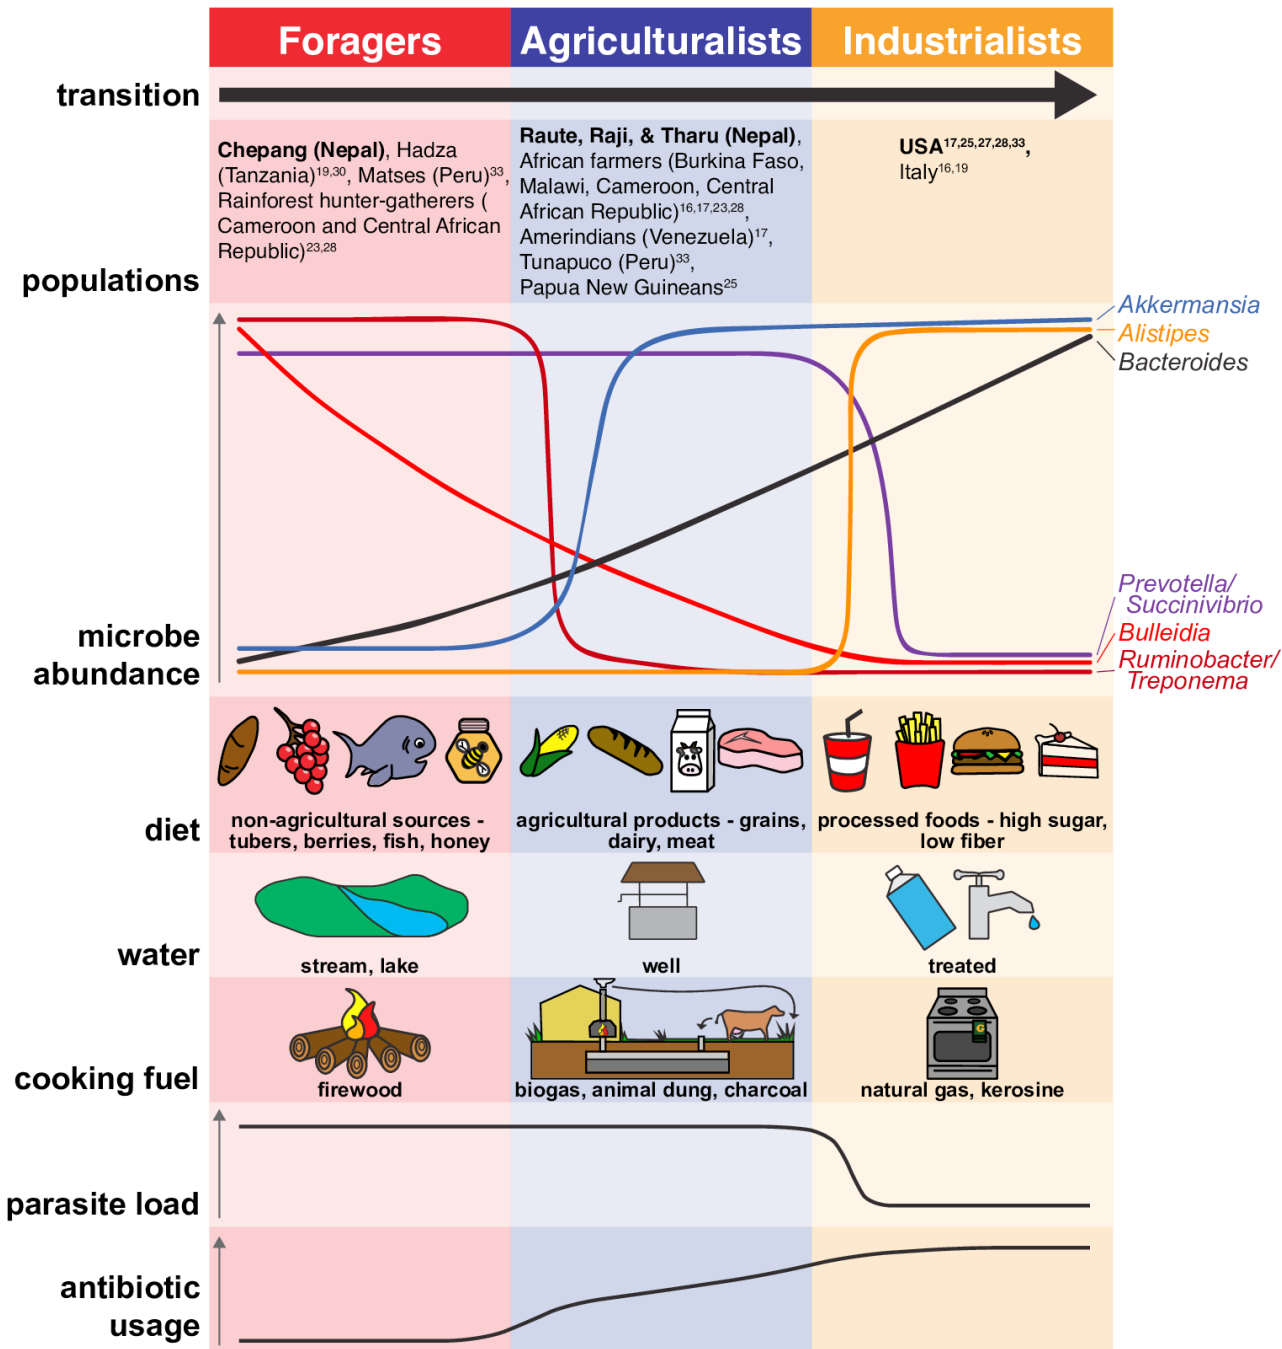 Foragers
Agriculturalists
Industrialists
transition
Chepang (Nepal), Hadza
(Tanzania)19,30, Matses (Peru)33,
Rainforest hunter-gatherers (
Cameroon and Central African
Republic)23,28
Raute, Raji, & Tharu (Nepal),
African farmers (Burkina Faso,
Malawi, Cameroon, Central
African Republic)16,17,23,28,
Amerindians (Venezuela)17,
Tunapuco (Peru)33,
Papua New Guineans25
USA17,25,27,28,33,
Italy16,19
populations
Akkermansia
Alistipes
Bacteroides
Prevotella/
Succinivibrio
Bulleidia
Ruminobacter/
Treponema
microbe
abundance
non-agricultural sources -
tubers, berries, fish, honey
agricultural products - grains,
dairy, meat
processed foods - high sugar,
low fiber
diet
water
stream, lake
well
treated
cooking fuel
firewood
biogas, animal dung, charcoal
natural gas, kerosine
parasite load
antibiotic
usage